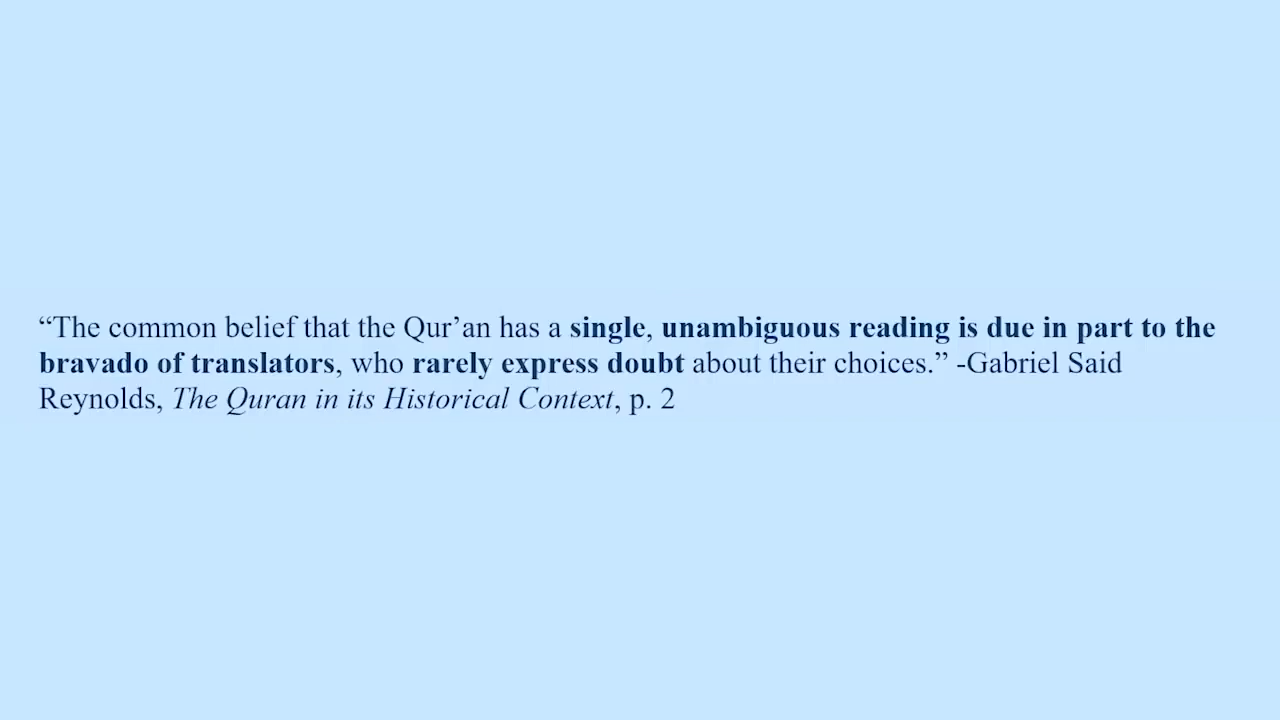 “The common belief that the Qur’an has a single, unambiguous reading is due in part to the
bravado of translators, who rarely express doubt about their choices.” -Gabriel Said
Reynolds, The Quran in its Historical Context, p. 2